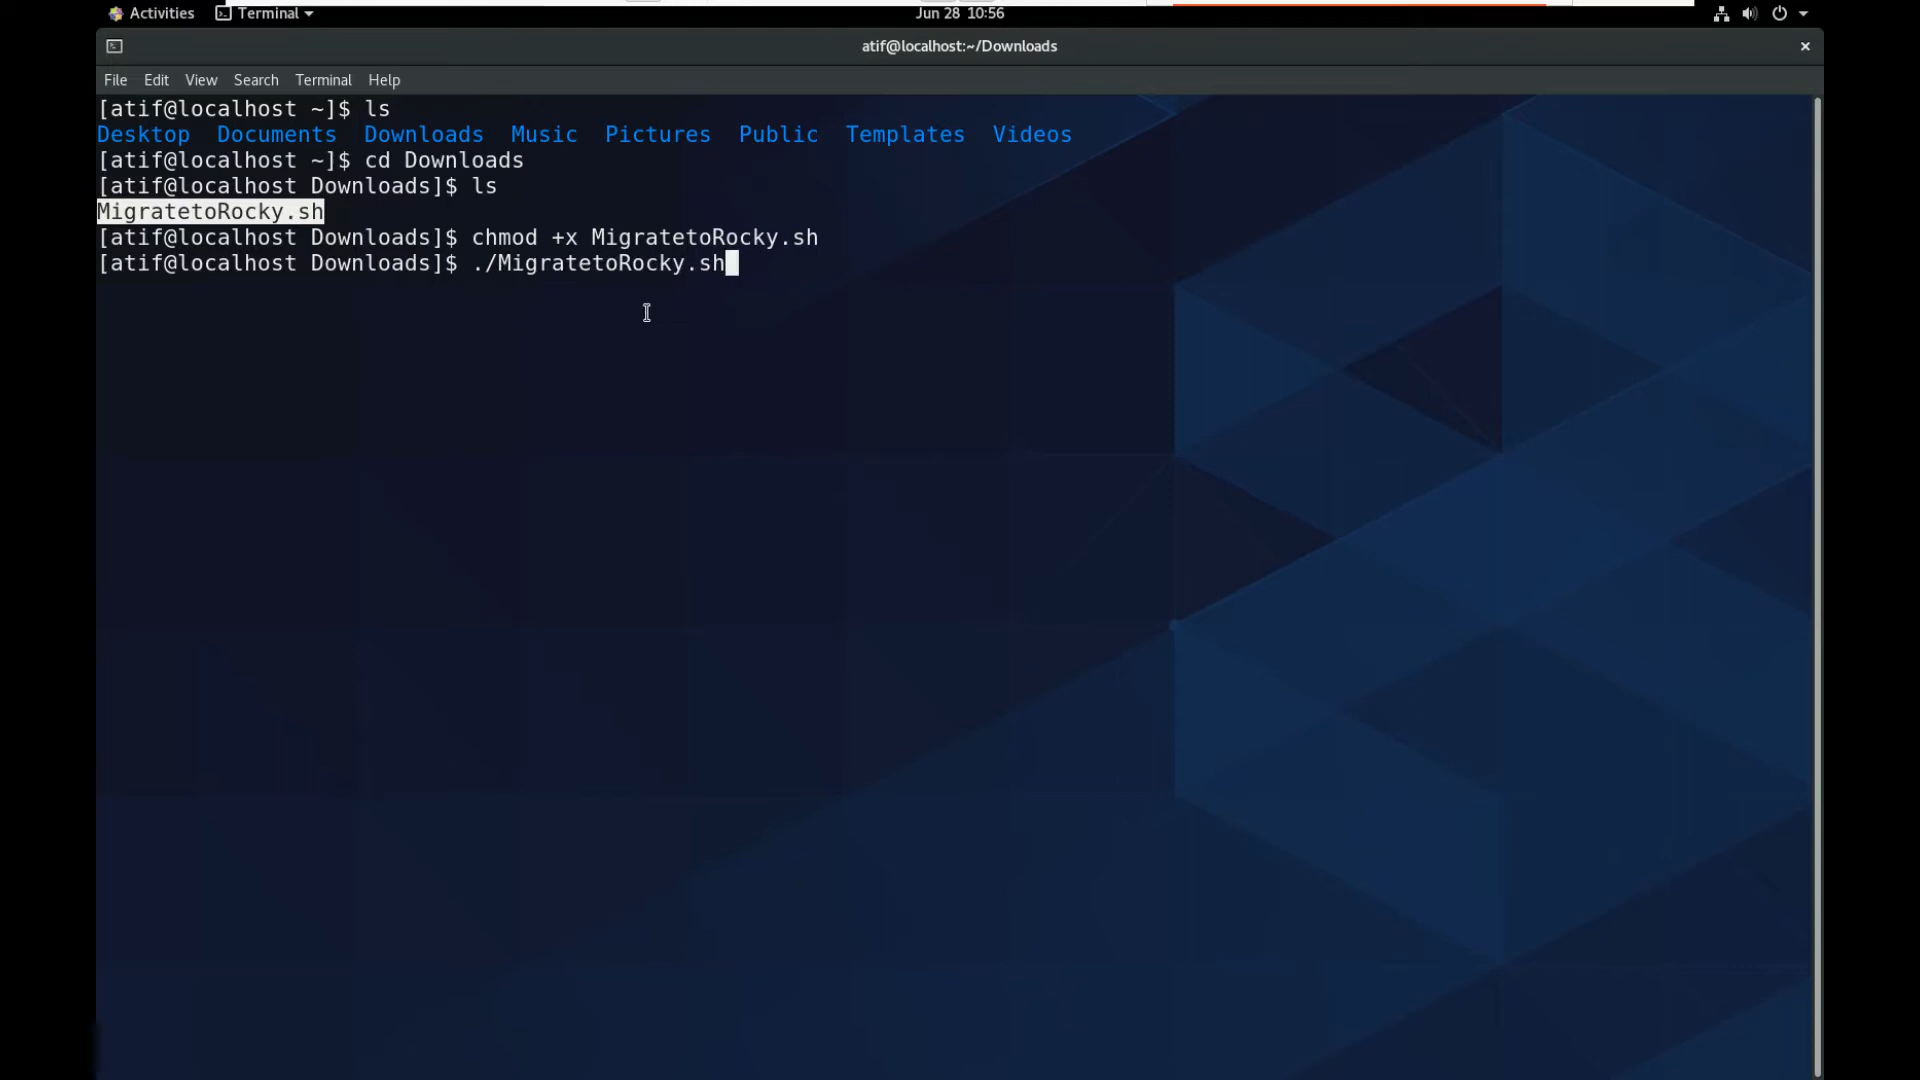 Activities Terminal Jun 28 10:56
atif@localhost:~/Downloads ×
File Edit View Search Terminal Help
[atif@localhost ~]$ ls
Desktop Documents Downloads Music Pictures Public Templates Videos
[atif@localhost ~]$ cd Downloads
[atif@localhost Downloads]$ ls
MigratetoRocky.sh
[atif@localhost Downloads]$ chmod +x MigratetoRocky.sh
[atif@localhost Downloads]$ ./MigratetoRocky.sh